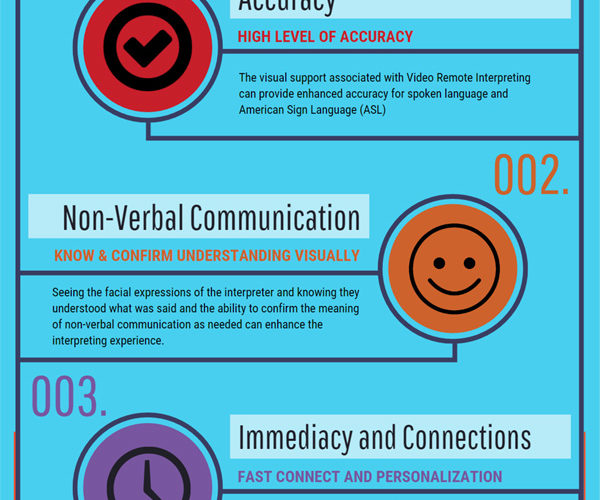 Accuracy
HIGH LEVEL OF ACCURACY
The visual support associated with Video Remote Interpreting
can provide enhanced accuracy for spoken language and
American Sign Language (ASL)
002.
Non-Verbal Communication
KNOW & CONFIRM UNDERSTANDING VISUALLY
Seeing the facial expressions of the interpreter and knowing they
understood what was said and the ability to confirm the meaning
of non-verbal communication as needed can enhance the
interpreting experience.
003.
Immediacy and Connections
FAST CONNECT AND PERSONALIZATION